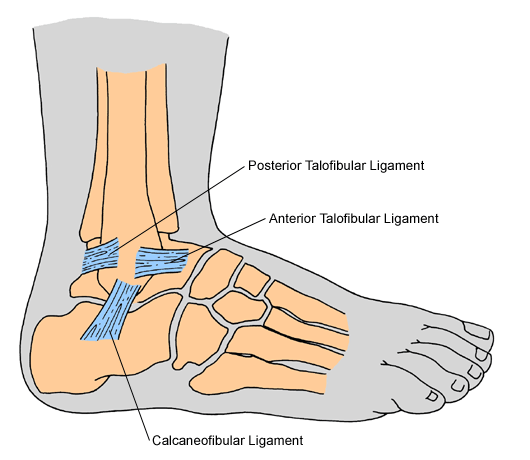 Posterior Talofibular Ligament
Anterior Talofibular Ligament
Calcaneofibular Ligament